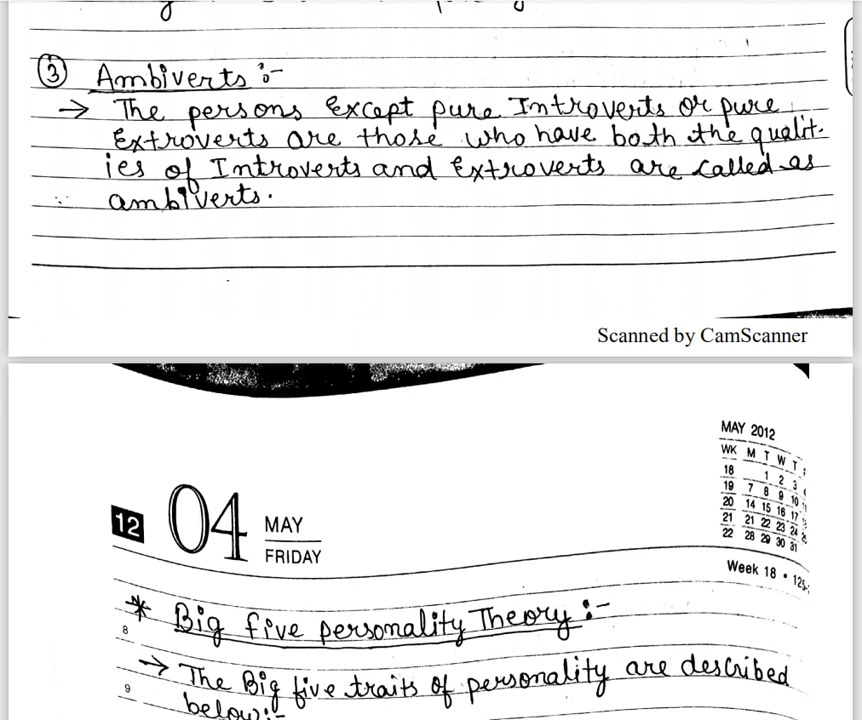 ③ Ambiverts :-
→ The persons Except pure Introverts or pure
Extroverts are those who have both the qualit-
ies of Introverts and Extroverts are called as
ambiverts.
Scanned by CamScanner
MAY 2012
WK M T W T
18 1 2 3
19 7 8 9 10
20 14 15 16 17
21 21 22 23 24
22 28 29 30 31
12 04 MAY
FRIDAY
Week 18 • 125-
* Big five personality Theory :-
8
→ The Big five traits of personality are described
9
below:-